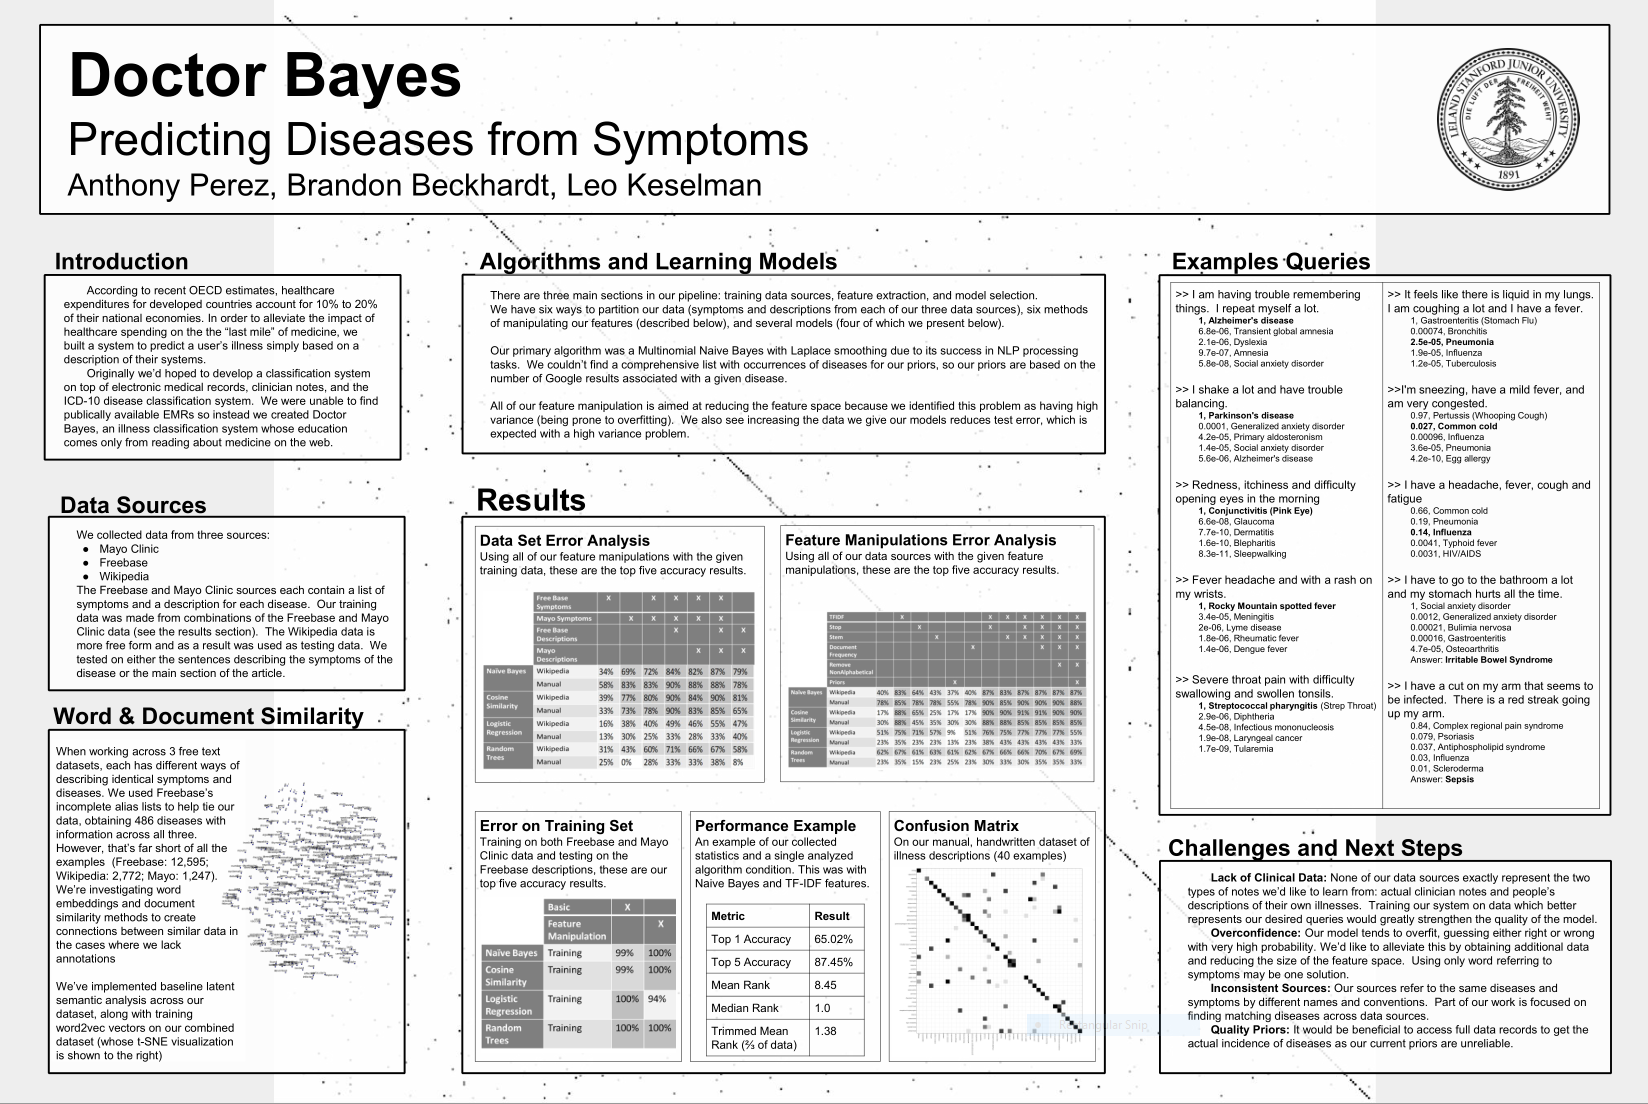 Doctor Bayes
Predicting Diseases from Symptoms
Anthony Perez, Brandon Beckhardt, Leo Keselman
LELAND STANFORD JUNIOR UNIVERSITY
DIE LUFT DER FREIHEIT WEHT
1891
Introduction
According to recent OECD estimates, healthcare
expenditures for developed countries account for 10% to 20%
of their national economies. In order to alleviate the impact of
healthcare spending on the the “last mile” of medicine, we
built a system to predict a user’s illness simply based on a
description of their systems.
Originally we’d hoped to develop a classification system
on top of electronic medical records, clinician notes, and the
ICD-10 disease classification system. We were unable to find
publically available EMRs so instead we created Doctor
Bayes, an illness classification system whose education
comes only from reading about medicine on the web.
Data Sources
We collected data from three sources:
● Mayo Clinic
● Freebase
● Wikipedia
The Freebase and Mayo Clinic sources each contain a list of
symptoms and a description for each disease. Our training
data was made from combinations of the Freebase and Mayo
Clinic data (see the results section). The Wikipedia data is
more free form and as a result was used as testing data. We
tested on either the sentences describing the symptoms of the
disease or the main section of the article.
Word & Document Similarity
When working across 3 free text
datasets, each has different ways of
describing identical symptoms and
diseases. We used Freebase’s
incomplete alias lists to help tie our
data, obtaining 486 diseases with
information across all three.
However, that’s far short of all the
examples (Freebase: 12,595;
Wikipedia: 2,772; Mayo: 1,247).
We’re investigating word
embeddings and document
similarity methods to create
connections between similar data in
the cases where we lack
annotations
We’ve implemented baseline latent
semantic analysis across our
dataset, along with training
word2vec vectors on our combined
dataset (whose t-SNE visualization
is shown to the right)
Algorithms and Learning Models
There are three main sections in our pipeline: training data sources, feature extraction, and model selection.
We have six ways to partition our data (symptoms and descriptions from each of our three data sources), six methods
of manipulating our features (described below), and several models (four of which we present below).
Our primary algorithm was a Multinomial Naive Bayes with Laplace smoothing due to its success in NLP processing
tasks. We couldn’t find a comprehensive list with occurrences of diseases for our priors, so our priors are based on the
number of Google results associated with a given disease.
All of our feature manipulation is aimed at reducing the feature space because we identified this problem as having high
variance (being prone to overfitting). We also see increasing the data we give our models reduces test error, which is
expected with a high variance problem.
Results
Data Set Error Analysis
Using all of our feature manipulations with the given
training data, these are the top five accuracy results.
Free Base Symptoms X X X X X
Mayo Symptoms X X X X X
Free Base Descriptions X X
Mayo Descriptions X X X
Naïve Bayes Wikipedia 34% 69% 72% 84% 82% 87% 79%
Manual 58% 83% 83% 90% 88% 88% 78%
Cosine Similarity Wikipedia 39% 77% 80% 90% 84% 90% 81%
Manual 33% 73% 78% 90% 83% 85% 65%
Logistic Regression Wikipedia 16% 38% 40% 49% 46% 55% 47%
Manual 13% 30% 25% 33% 28% 33% 40%
Random Trees Wikipedia 31% 43% 60% 71% 66% 67% 58%
Manual 25% 0% 28% 33% 33% 38% 8%
Feature Manipulations Error Analysis
Using all of our data sources with the given feature
manipulations, these are the top five accuracy results.
TFIDF X X X X X X
Stop X X X X X
Stem X X X X X X
Document Frequency X X X X
Remove NonAlphabetical X X
Priors X X
Naïve Bayes Wikipedia 40% 83% 64% 43% 37% 40% 87% 83% 87% 87% 87% 87%
Manual 78% 85% 78% 78% 55% 78% 90% 85% 90% 90% 90% 88%
Cosine Similarity Wikipedia 17% 88% 65% 25% 17% 17% 90% 90% 91% 91% 90% 90%
Manual 30% 88% 45% 35% 30% 30% 88% 88% 85% 85% 85% 85%
Logistic Regression Wikipedia 51% 75% 71% 57% 9% 51% 76% 75% 77% 77% 77% 55%
Manual 23% 35% 23% 23% 13% 23% 38% 43% 43% 43% 43% 33%
Random Trees Wikipedia 62% 67% 61% 63% 61% 62% 67% 66% 66% 70% 67% 69%
Manual 23% 35% 15% 23% 25% 23% 30% 33% 30% 35% 35% 33%
Error on Training Set
Training on both Freebase and Mayo
Clinic data and testing on the
Freebase descriptions, these are our
top five accuracy results.
Basic X
Feature Manipulation X
Naïve Bayes Training 99% 100%
Cosine Similarity Training 99% 100%
Logistic Regression Training 100% 94%
Random Trees Training 100% 100%
Performance Example
An example of our collected
statistics and a single analyzed
algorithm condition. This was with
Naive Bayes and TF-IDF features.
Metric Result
Top 1 Accuracy 65.02%
Top 5 Accuracy 87.45%
Mean Rank 8.45
Median Rank 1.0
Trimmed Mean Rank (⅔ of data) 1.38
Confusion Matrix
On our manual, handwritten dataset of
illness descriptions (40 examples)
Rectangular Snip
Examples Queries
>> I am having trouble remembering
things. I repeat myself a lot.
1, Alzheimer's disease
6.8e-06, Transient global amnesia
2.1e-06, Dyslexia
9.7e-07, Amnesia
5.8e-08, Social anxiety disorder
>> I shake a lot and have trouble
balancing.
1, Parkinson's disease
0.0001, Generalized anxiety disorder
4.2e-05, Primary aldosteronism
1.4e-05, Social anxiety disorder
5.6e-06, Alzheimer's disease
>> Redness, itchiness and difficulty
opening eyes in the morning
1, Conjunctivitis (Pink Eye)
6.6e-08, Glaucoma
7.7e-10, Dermatitis
1.6e-10, Blepharitis
8.3e-11, Sleepwalking
>> Fever headache and with a rash on
my wrists.
1, Rocky Mountain spotted fever
3.4e-05, Meningitis
2e-06, Lyme disease
1.8e-06, Rheumatic fever
1.4e-06, Dengue fever
>> Severe throat pain with difficulty
swallowing and swollen tonsils.
1, Streptococcal pharyngitis (Strep Throat)
2.9e-06, Diphtheria
4.5e-08, Infectious mononucleosis
1.9e-08, Laryngeal cancer
1.7e-09, Tularemia
>> It feels like there is liquid in my lungs.
I am coughing a lot and I have a fever.
1, Gastroenteritis (Stomach Flu)
0.00074, Bronchitis
2.5e-05, Pneumonia
1.9e-05, Influenza
1.2e-05, Tuberculosis
>>I'm sneezing, have a mild fever, and
am very congested.
0.97, Pertussis (Whooping Cough)
0.027, Common cold
0.00096, Influenza
3.6e-05, Pneumonia
4.2e-10, Egg allergy
>> I have a headache, fever, cough and
fatigue
0.66, Common cold
0.19, Pneumonia
0.14, Influenza
0.0041, Typhoid fever
0.0031, HIV/AIDS
>> I have to go to the bathroom a lot
and my stomach hurts all the time.
1, Social anxiety disorder
0.0012, Generalized anxiety disorder
0.00021, Bulimia nervosa
0.00016, Gastroenteritis
4.7e-05, Osteoarthritis
Answer: Irritable Bowel Syndrome
>> I have a cut on my arm that seems to
be infected. There is a red streak going
up my arm.
0.84, Complex regional pain syndrome
0.079, Psoriasis
0.037, Antiphospholipid syndrome
0.03, Influenza
0.01, Scleroderma
Answer: Sepsis
Challenges and Next Steps
Lack of Clinical Data: None of our data sources exactly represent the two
types of notes we’d like to learn from: actual clinician notes and people’s
descriptions of their own illnesses. Training our system on data which better
represents our desired queries would greatly strengthen the quality of the model.
Overconfidence: Our model tends to overfit, guessing either right or wrong
with very high probability. We’d like to alleviate this by obtaining additional data
and reducing the size of the feature space. Using only word referring to
symptoms may be one solution.
Inconsistent Sources: Our sources refer to the same diseases and
symptoms by different names and conventions. Part of our work is focused on
finding matching diseases across data sources.
Quality Priors: It would be beneficial to access full data records to get the
actual incidence of diseases as our current priors are unreliable.